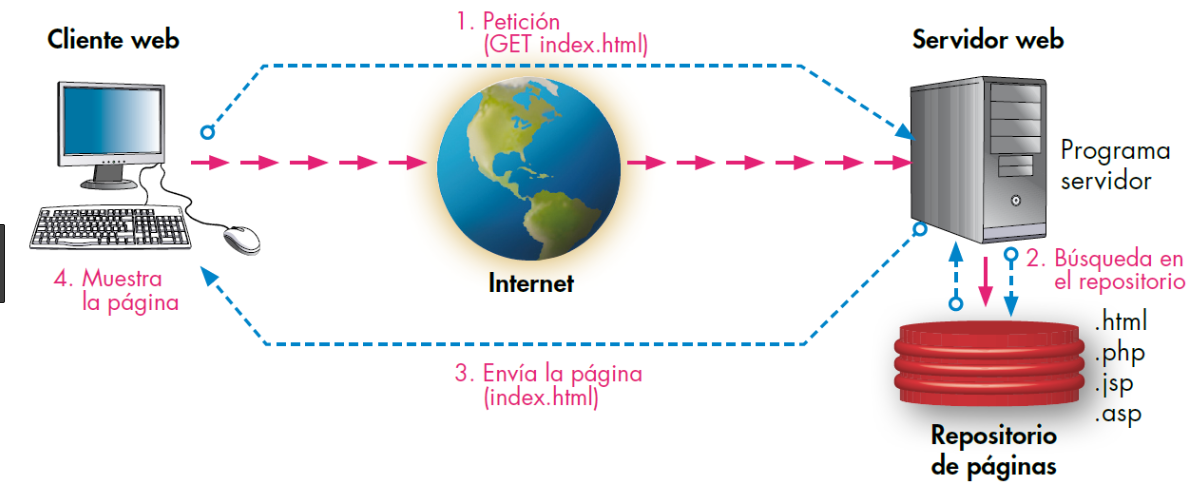 Cliente web
1. Petición
(GET index.html)
Servidor web
Programa
servidor
Internet
4. Muestra
la página
2. Búsqueda en
el repositorio
3. Envía la página
(index.html)
.html
.php
.jsp
.asp
Repositorio
de páginas